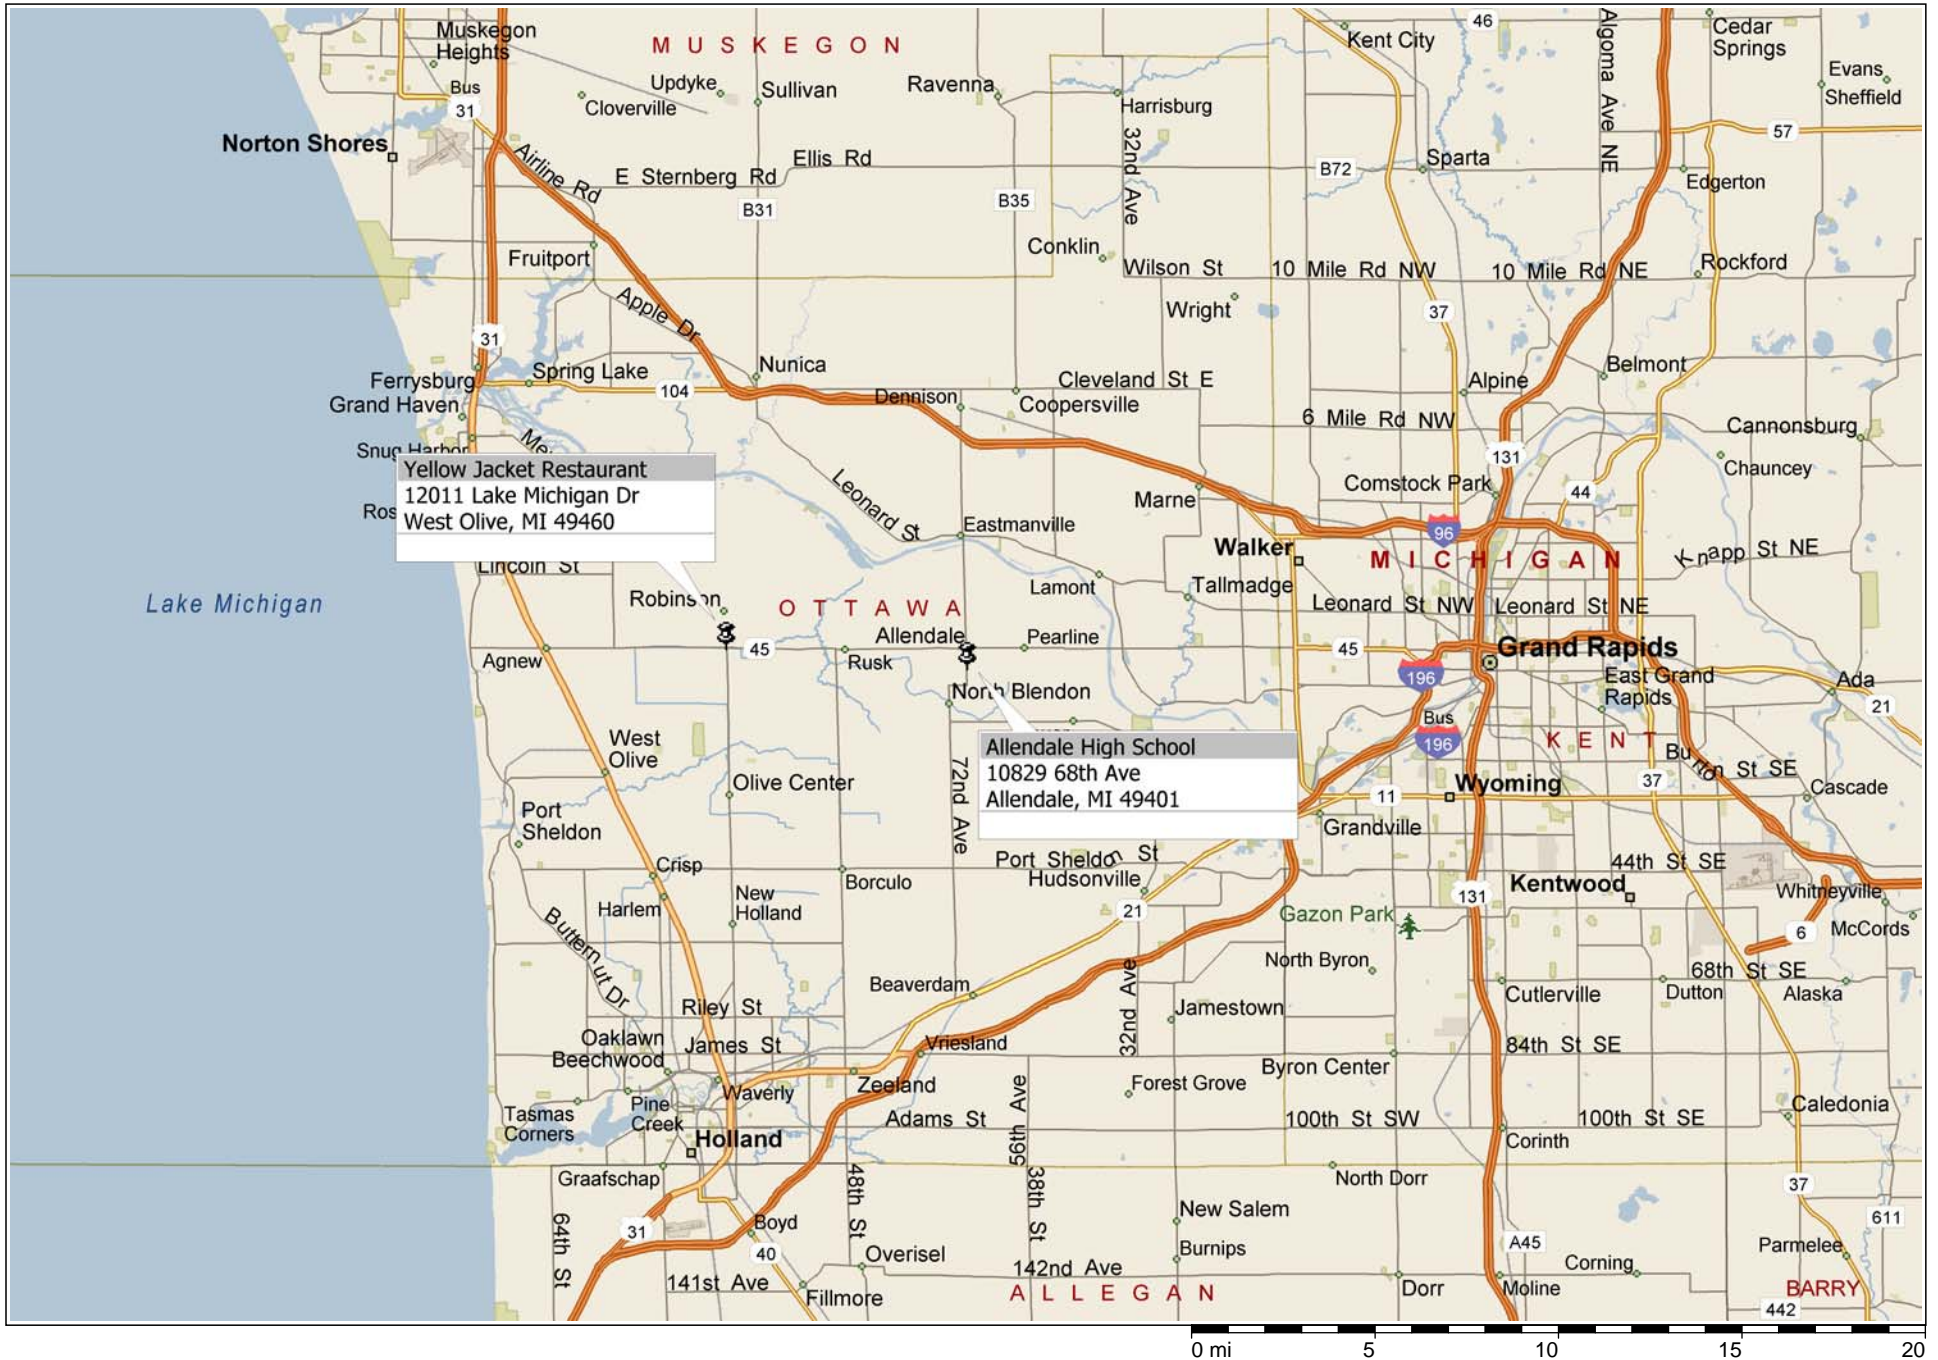 Muskegon
Heights
MUSKEGON
46
Kent City
Algoma Ave NE
Cedar
Springs
Bus
31
Updyke
Cloverville
Sullivan
Ravenna
Harrisburg
Evans
Sheffield
57
Norton Shores
Airline Rd
E Sternberg Rd
Ellis Rd
32nd Ave
B72
Sparta
Edgerton
B31
B35
Fruitport
Conklin
Wilson St
10 Mile Rd NW
10 Mile Rd NE
Rockford
Apple Dr
Wright
37
31
Nunica
Belmont
Ferrysburg
Spring Lake
104
Dennison
Cleveland St E
Alpine
Grand Haven
Coopersville
6 Mile Rd NW
Cannonsburg
Snug Harbor
131
Chauncey
Yellow Jacket Restaurant
12011 Lake Michigan Dr
West Olive, MI 49460
Leonard St
Marne
Comstock Park
44
Eastmanville
96
Walker
MICHIGAN
Knapp St NE
Lincoln St
Lake Michigan
Robinson
OTTAWA
Lamont
Tallmadge
Leonard St NW
Leonard St NE
Agnew
45
Allendale
Rusk
Pearline
45
Grand Rapids
196
East Grand
Rapids
Ada
21
North Blendon
Bus
196
KENT
West
Olive
Allendale High School
10829 68th Ave
Allendale, MI 49401
Burton St SE
Olive Center
72nd Ave
11
Wyoming
37
Cascade
Port
Sheldon
Grandville
Crisp
Borculo
Port Sheldon St
Hudsonville
44th St SE
Harlem
New
Holland
21
131
Kentwood
Whitneyville
Butternut Dr
Gazon Park
6
McCords
Beaverdam
32nd Ave
North Byron
68th St SE
Riley St
Jamestown
Cutlerville
Dutton
Alaska
Oaklawn
Beechwood
James St
Vriesland
84th St SE
Zeeland
Byron Center
Waverly
56th Ave
Forest Grove
Tasmas
Corners
Pine
Creek
Adams St
100th St SW
100th St SE
Caledonia
Holland
Corinth
Graafschap
48th St
38th St
North Dorr
37
64th St
31
Boyd
New Salem
611
40
Overisel
Burnips
A45
Parmelee
141st Ave
142nd Ave
Corning
Fillmore
ALLEGAN
Dorr
Moline
BARRY
442
0 mi
5
10
15
20